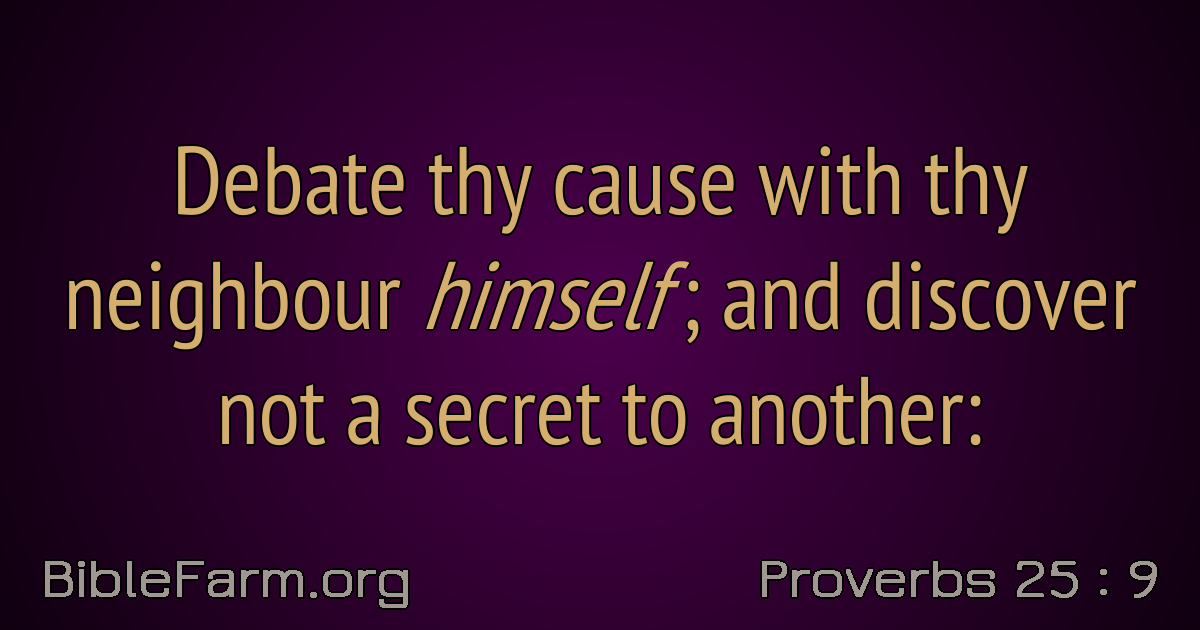 Debate thy cause with thy
neighbour himself; and discover
not a secret to another:
BibleFarm.org
Proverbs 25 : 9